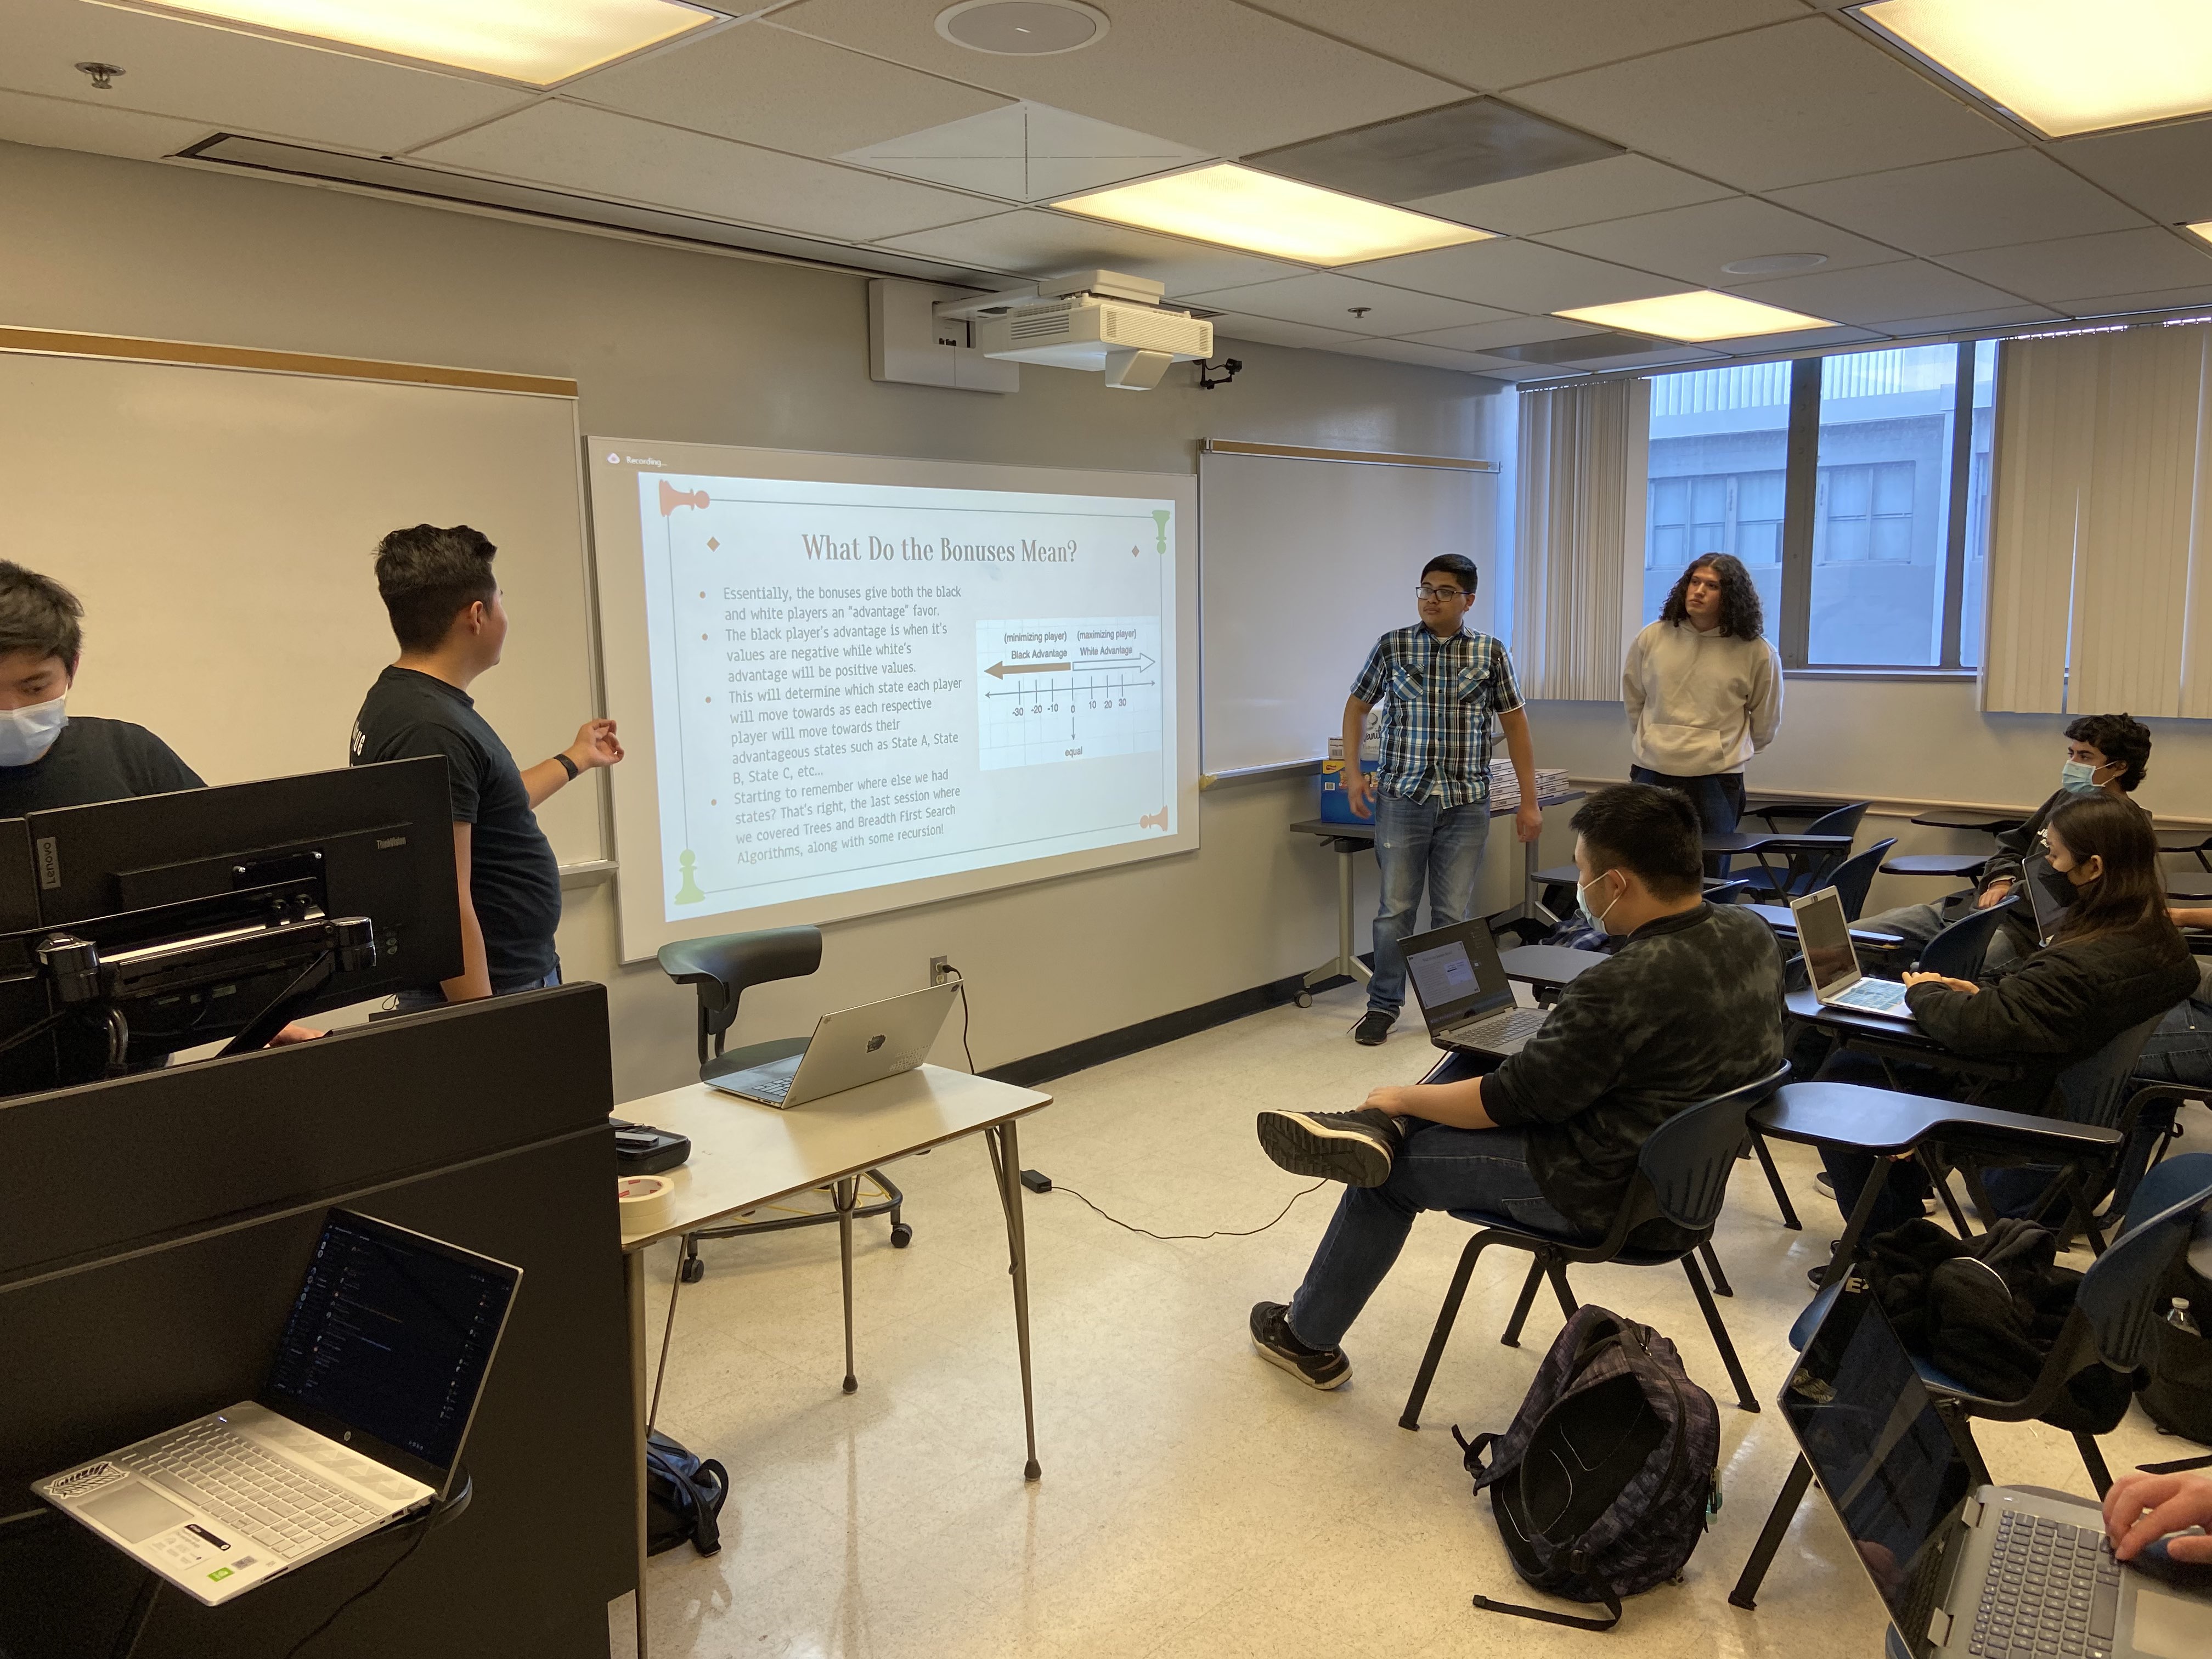 Recording...
What Do the Bonuses Mean?
Essentially, the bonuses give both the black
and white players an "advantage" favor.
The black player's advantage is when it's
values are negative while white's
advantage will be positive values.
This will determine which state each player
will move towards as each respective
player will move towards their
advantageous states such as State A, State
B, State C, etc...
Starting to remember where else we had
states? That's right, the last session where
we covered Trees and Breadth First Search
Algorithms, along with some recursion!
(minimizing player) (maximizing player)
Black Advantage White Advantage
-30 -20 -10 0 10 20 30
equal
Lenovo
ThinkVision
hp